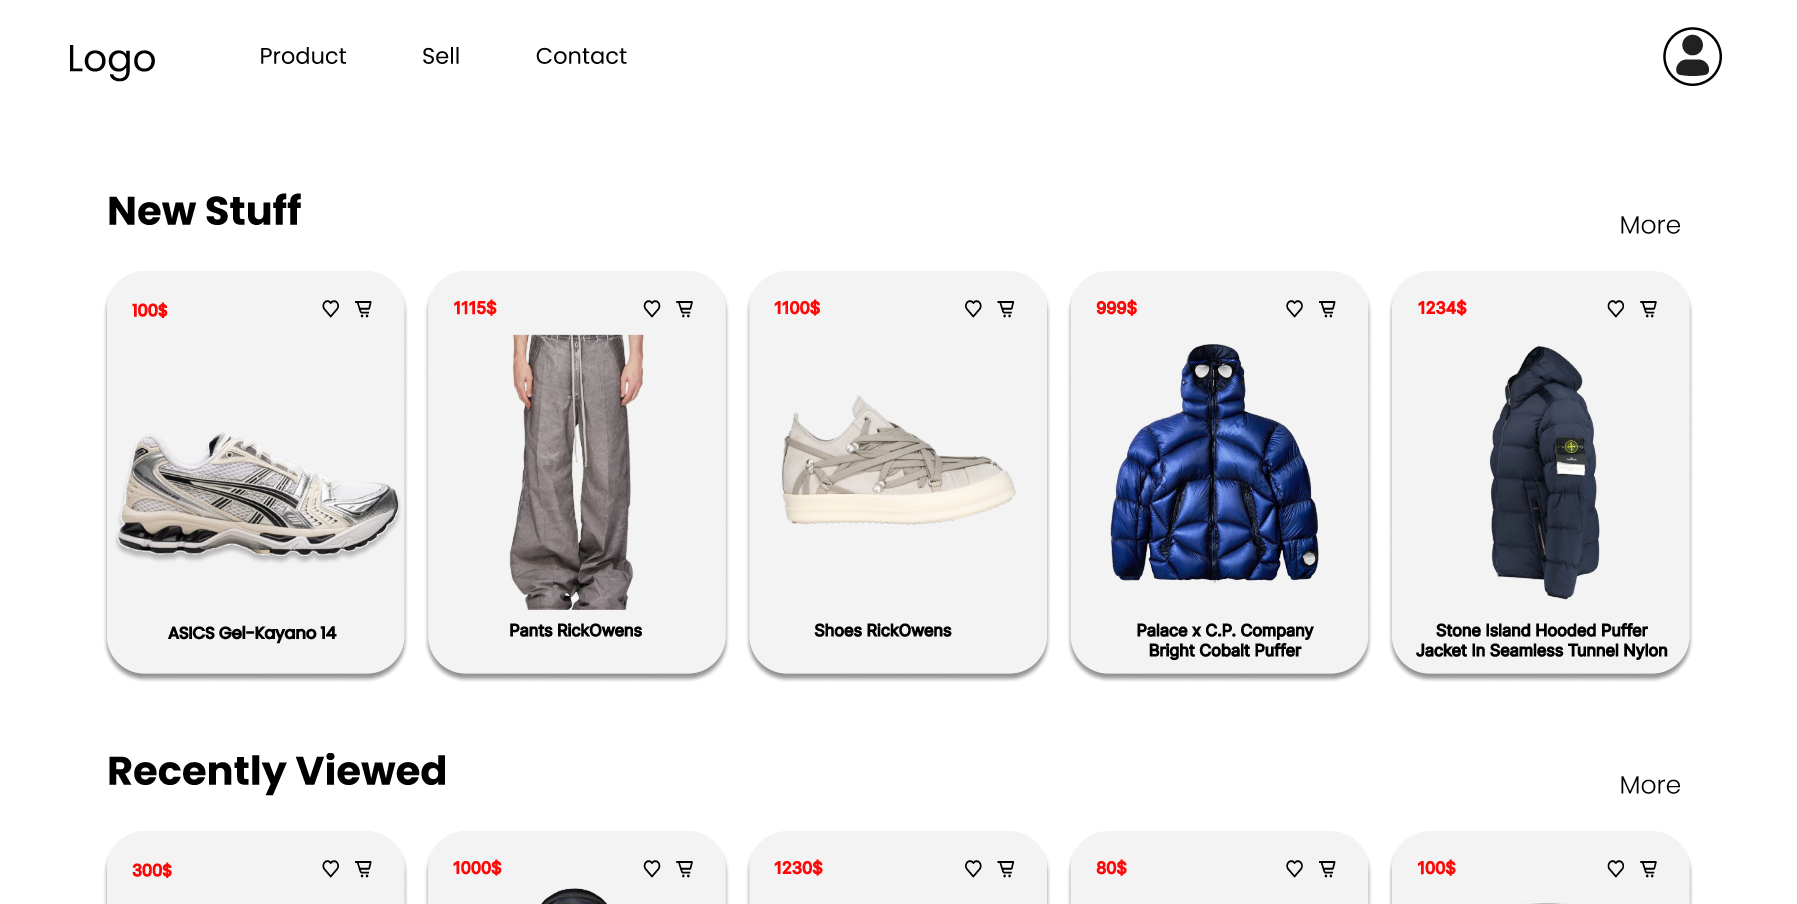 Logo
Product
Sell
Contact
New Stuff
More
100$
1115$
1100$
999$
1234$
ASICS Gel-Kayano 14
Pants RickOwens
Shoes RickOwens
Palace x C.P. Company
Bright Cobalt Puffer
Stone Island Hooded Puffer
Jacket In Seamless Tunnel Nylon
Recently Viewed
More
300$
1000$
1230$
80$
100$